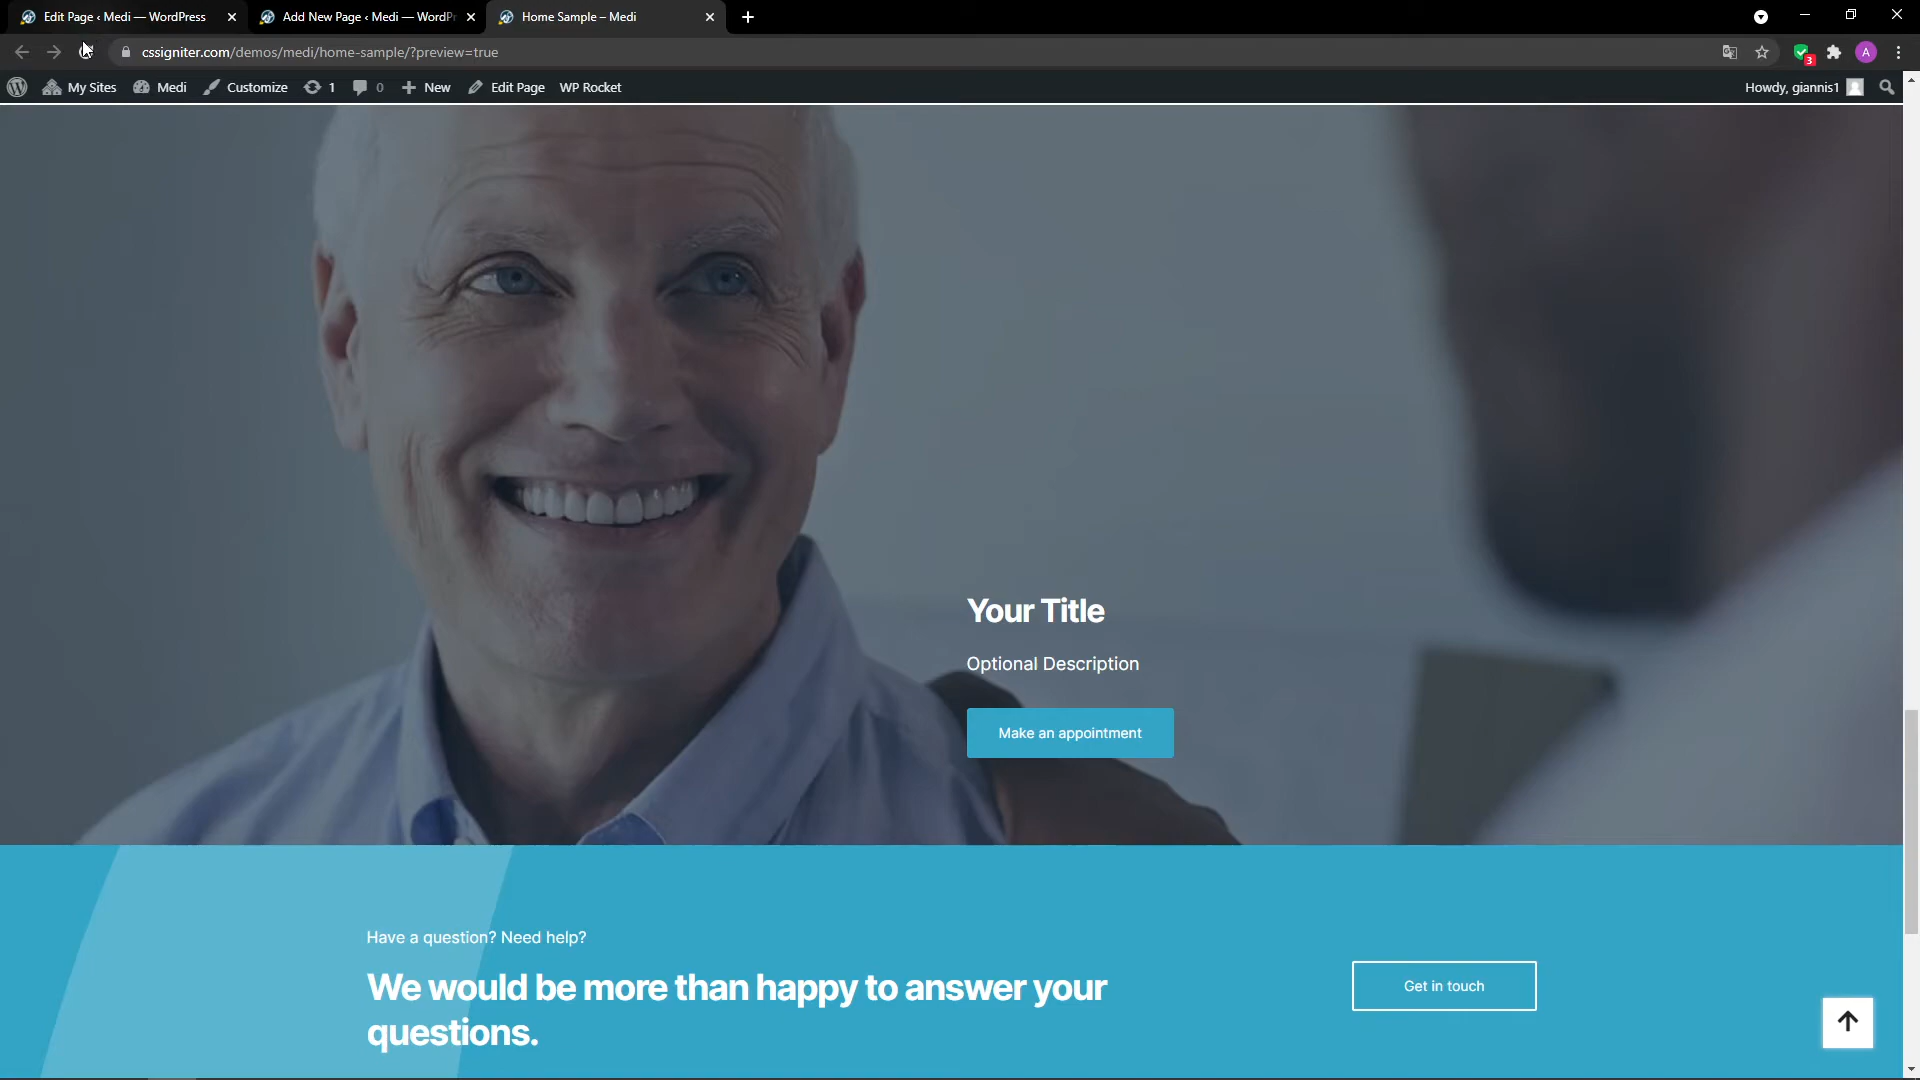 Edit Page ‹ Medi — WordPress
Add New Page ‹ Medi — WordPr
Home Sample – Medi
cssigniter.com/demos/medi/home-sample/?preview=true
3
A
My Sites
Medi
Customize
1
0
New
Edit Page
WP Rocket
Howdy, giannis1
Your Title
Optional Description
Make an appointment
Have a question? Need help?
We would be more than happy to answer your
questions.
Get in touch